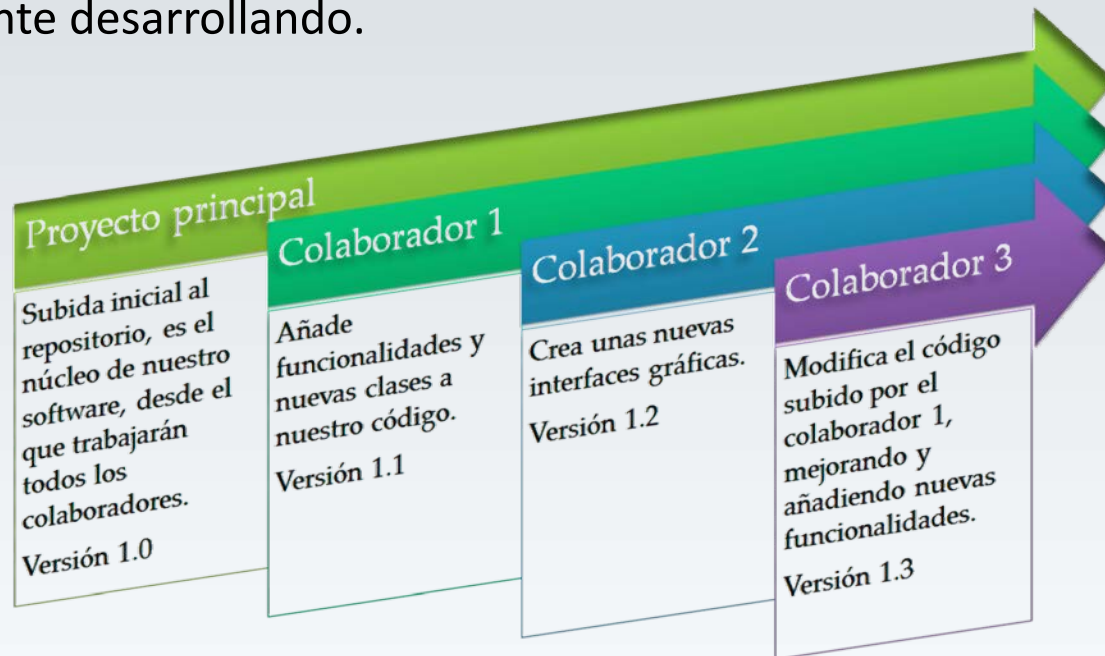 nte desarrollando.
Proyecto principal
Subida inicial al
repositorio, es el
núcleo de nuestro
software, desde el
que trabajarán
todos los
colaboradores.
Versión 1.0
Colaborador 1
Añade
funcionalidades y
nuevas clases a
nuestro código.
Versión 1.1
Colaborador 2
Crea unas nuevas
interfaces gráficas.
Versión 1.2
Colaborador 3
Modifica el código
subido por el
colaborador 1,
mejorando y
añadiendo nuevas
funcionalidades.
Versión 1.3